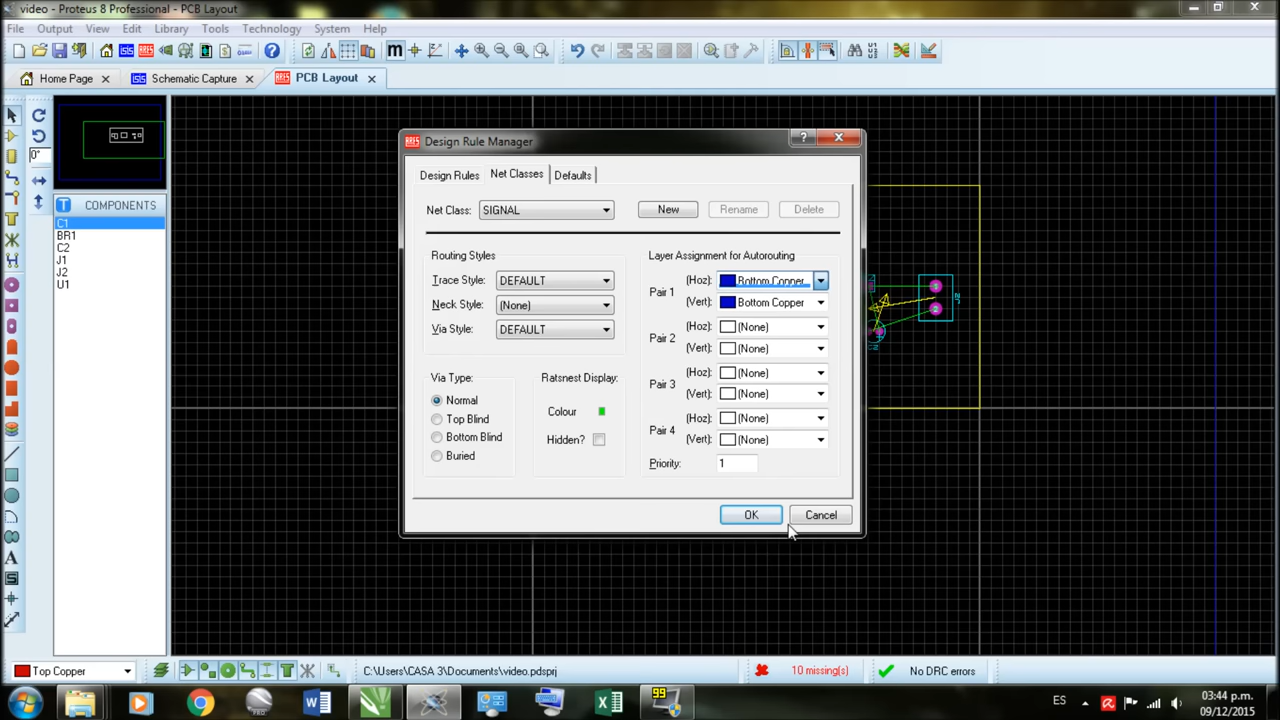 video - Proteus 8 Professional - PCB Layout
File Output View Edit Library Tools Technology System Help
Home Page Schematic Capture PCB Layout
0°
COMPONENTS
C1
BR1
C2
J1
J2
U1
Design Rule Manager
Design Rules Net Classes Defaults
Net Class: SIGNAL New Rename Delete
Routing Styles
Trace Style: DEFAULT
Neck Style: (None)
Via Style: DEFAULT
Layer Assignment for Autorouting
Pair 1 (Hoz): Bottom Copper
(Vert): Bottom Copper
Pair 2 (Hoz): (None)
(Vert): (None)
Pair 3 (Hoz): (None)
(Vert): (None)
Pair 4 (Hoz): (None)
(Vert): (None)
Priority: 1
Via Type:
Normal
Top Blind
Bottom Blind
Buried
Ratsnest Display:
Colour
Hidden?
OK Cancel
Top Copper C:\Users\CASA 3\Documents\video.pdsprj 10 missing(s) No DRC errors
99
ES 03:44 p.m.
09/12/2015